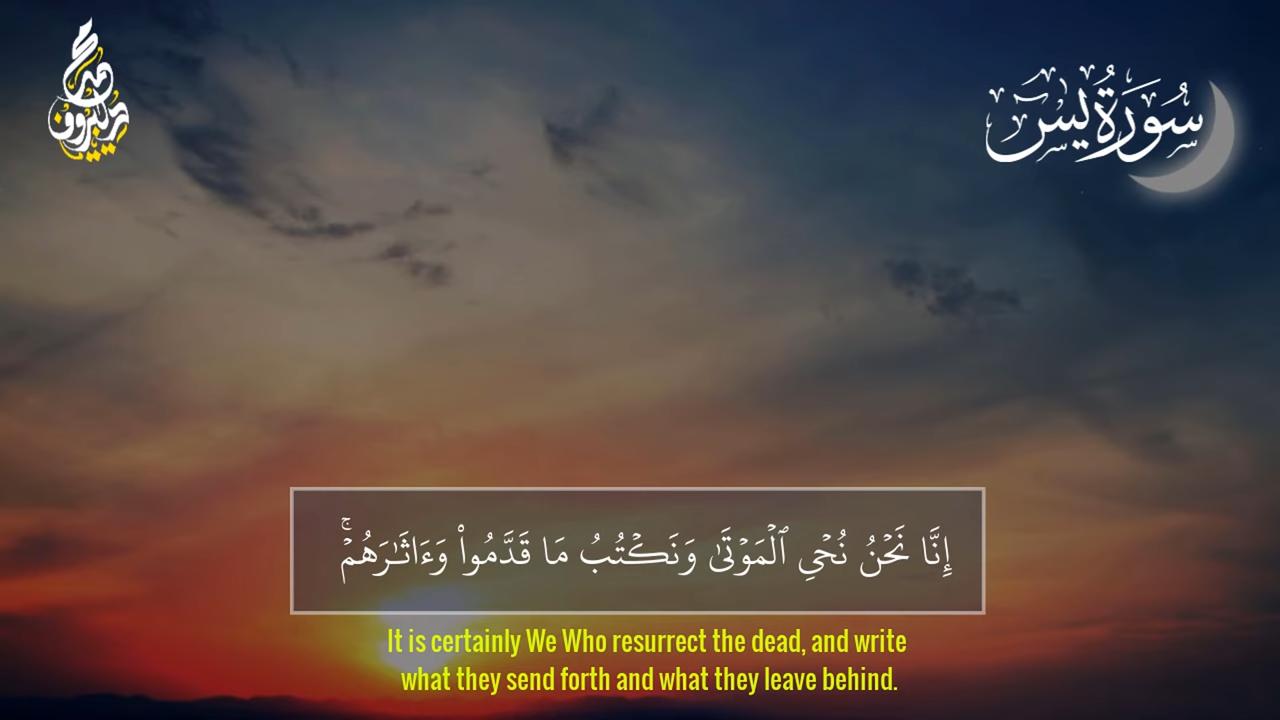 سُورَةُ يسٓ
إِنَّا نَحْنُ نُحْيِ ٱلْمَوْتَىٰ وَنَكْتُبُ مَا قَدَّمُوا۟ وَءَاثَـٰرَهُمْ ۚ
It is certainly We Who resurrect the dead, and write
what they send forth and what they leave behind.